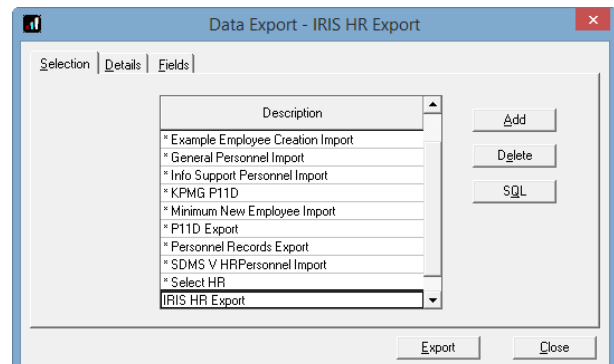 Data Export - IRIS HR Export
Selection Details Fields
Description
* Example Employee Creation Import
* General Personnel Import
* Info Support Personnel Import
* KPMG P11D
* Minimum New Employee Import
* P11D Export
* Personnel Records Export
* SDMS V HRPersonnel Import
* Select HR
IRIS HR Export
Add
Delete
SQL
Export Close